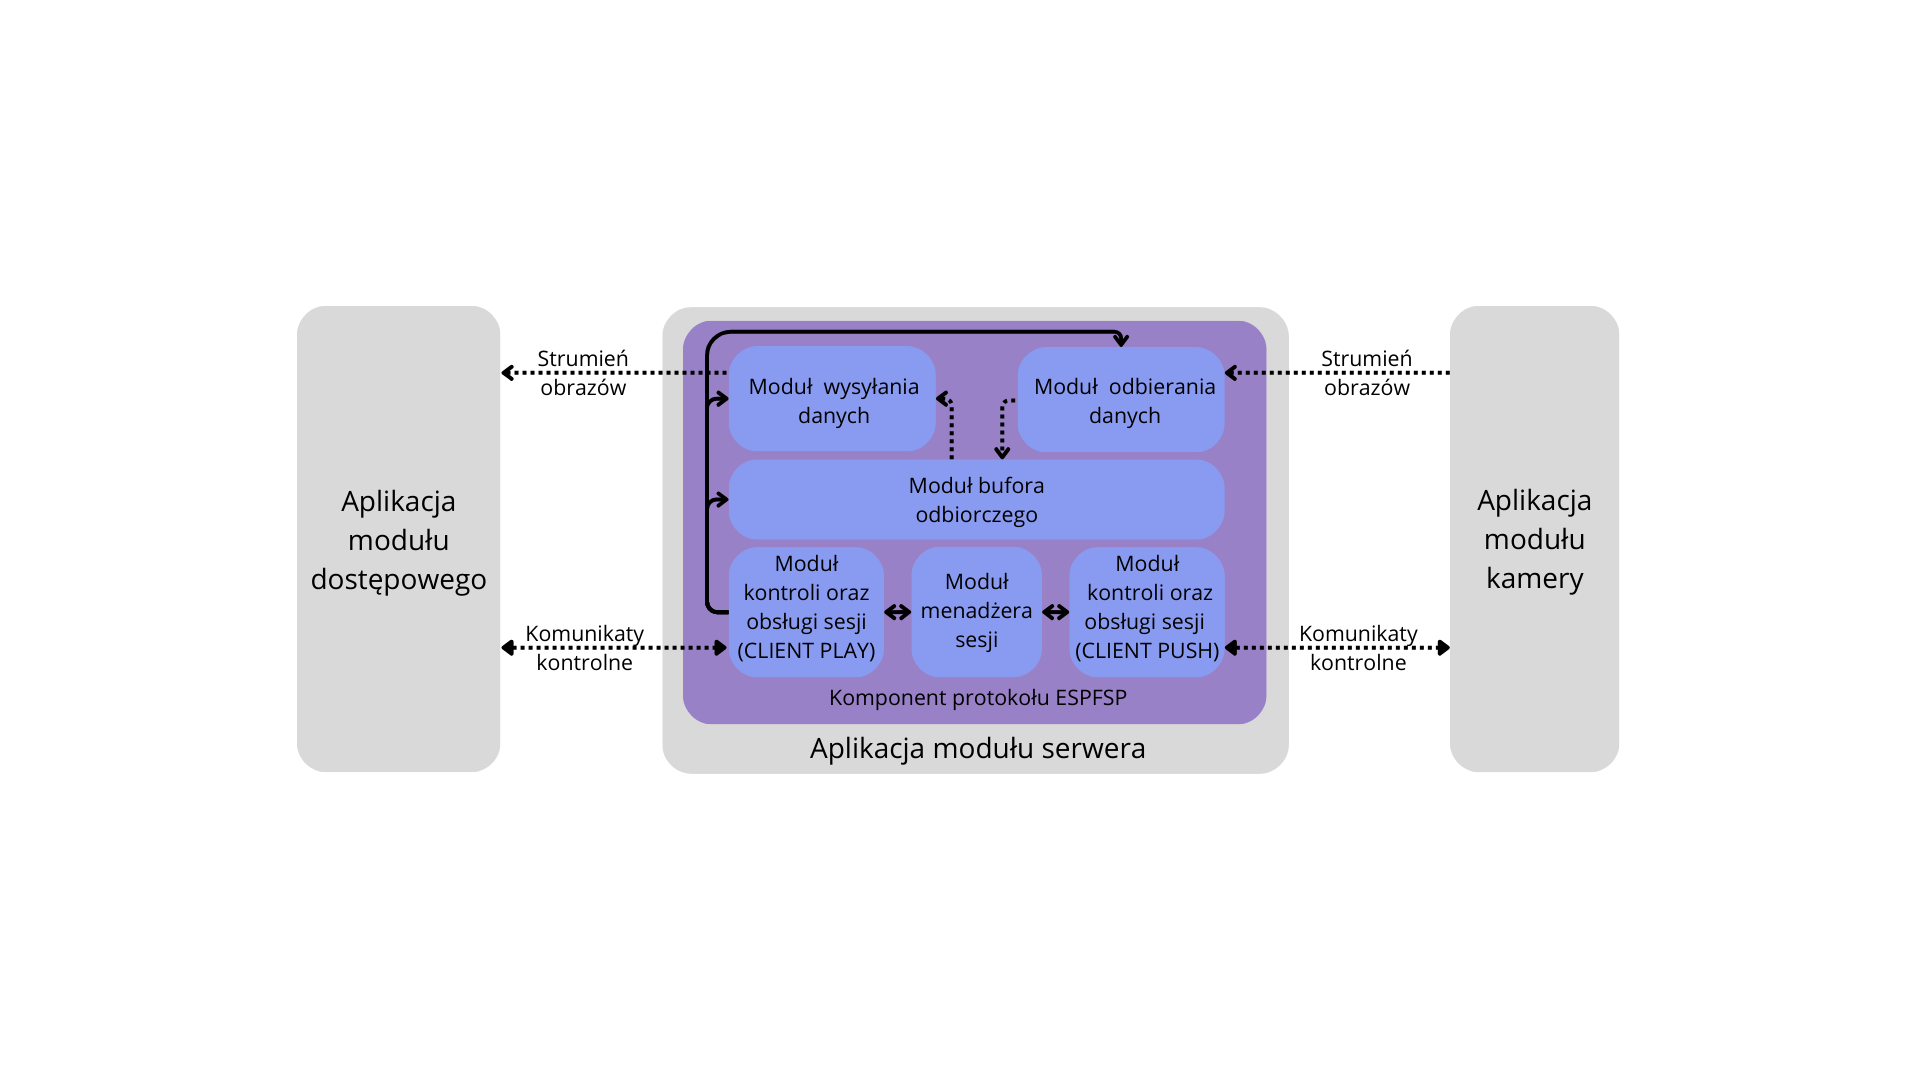 Aplikacja
modułu
dostępowego
Strumień
obrazów
Komunikaty
kontrolne
Moduł wysyłania
danych
Moduł odbierania
danych
Moduł bufora
odbiorczego
Moduł
kontroli oraz
obsługi sesji
(CLIENT PLAY)
Moduł
menadżera
sesji
Moduł
kontroli oraz
obsługi sesji
(CLIENT PUSH)
Komponent protokołu ESPFSP
Aplikacja modułu serwera
Strumień
obrazów
Komunikaty
kontrolne
Aplikacja
modułu
kamery